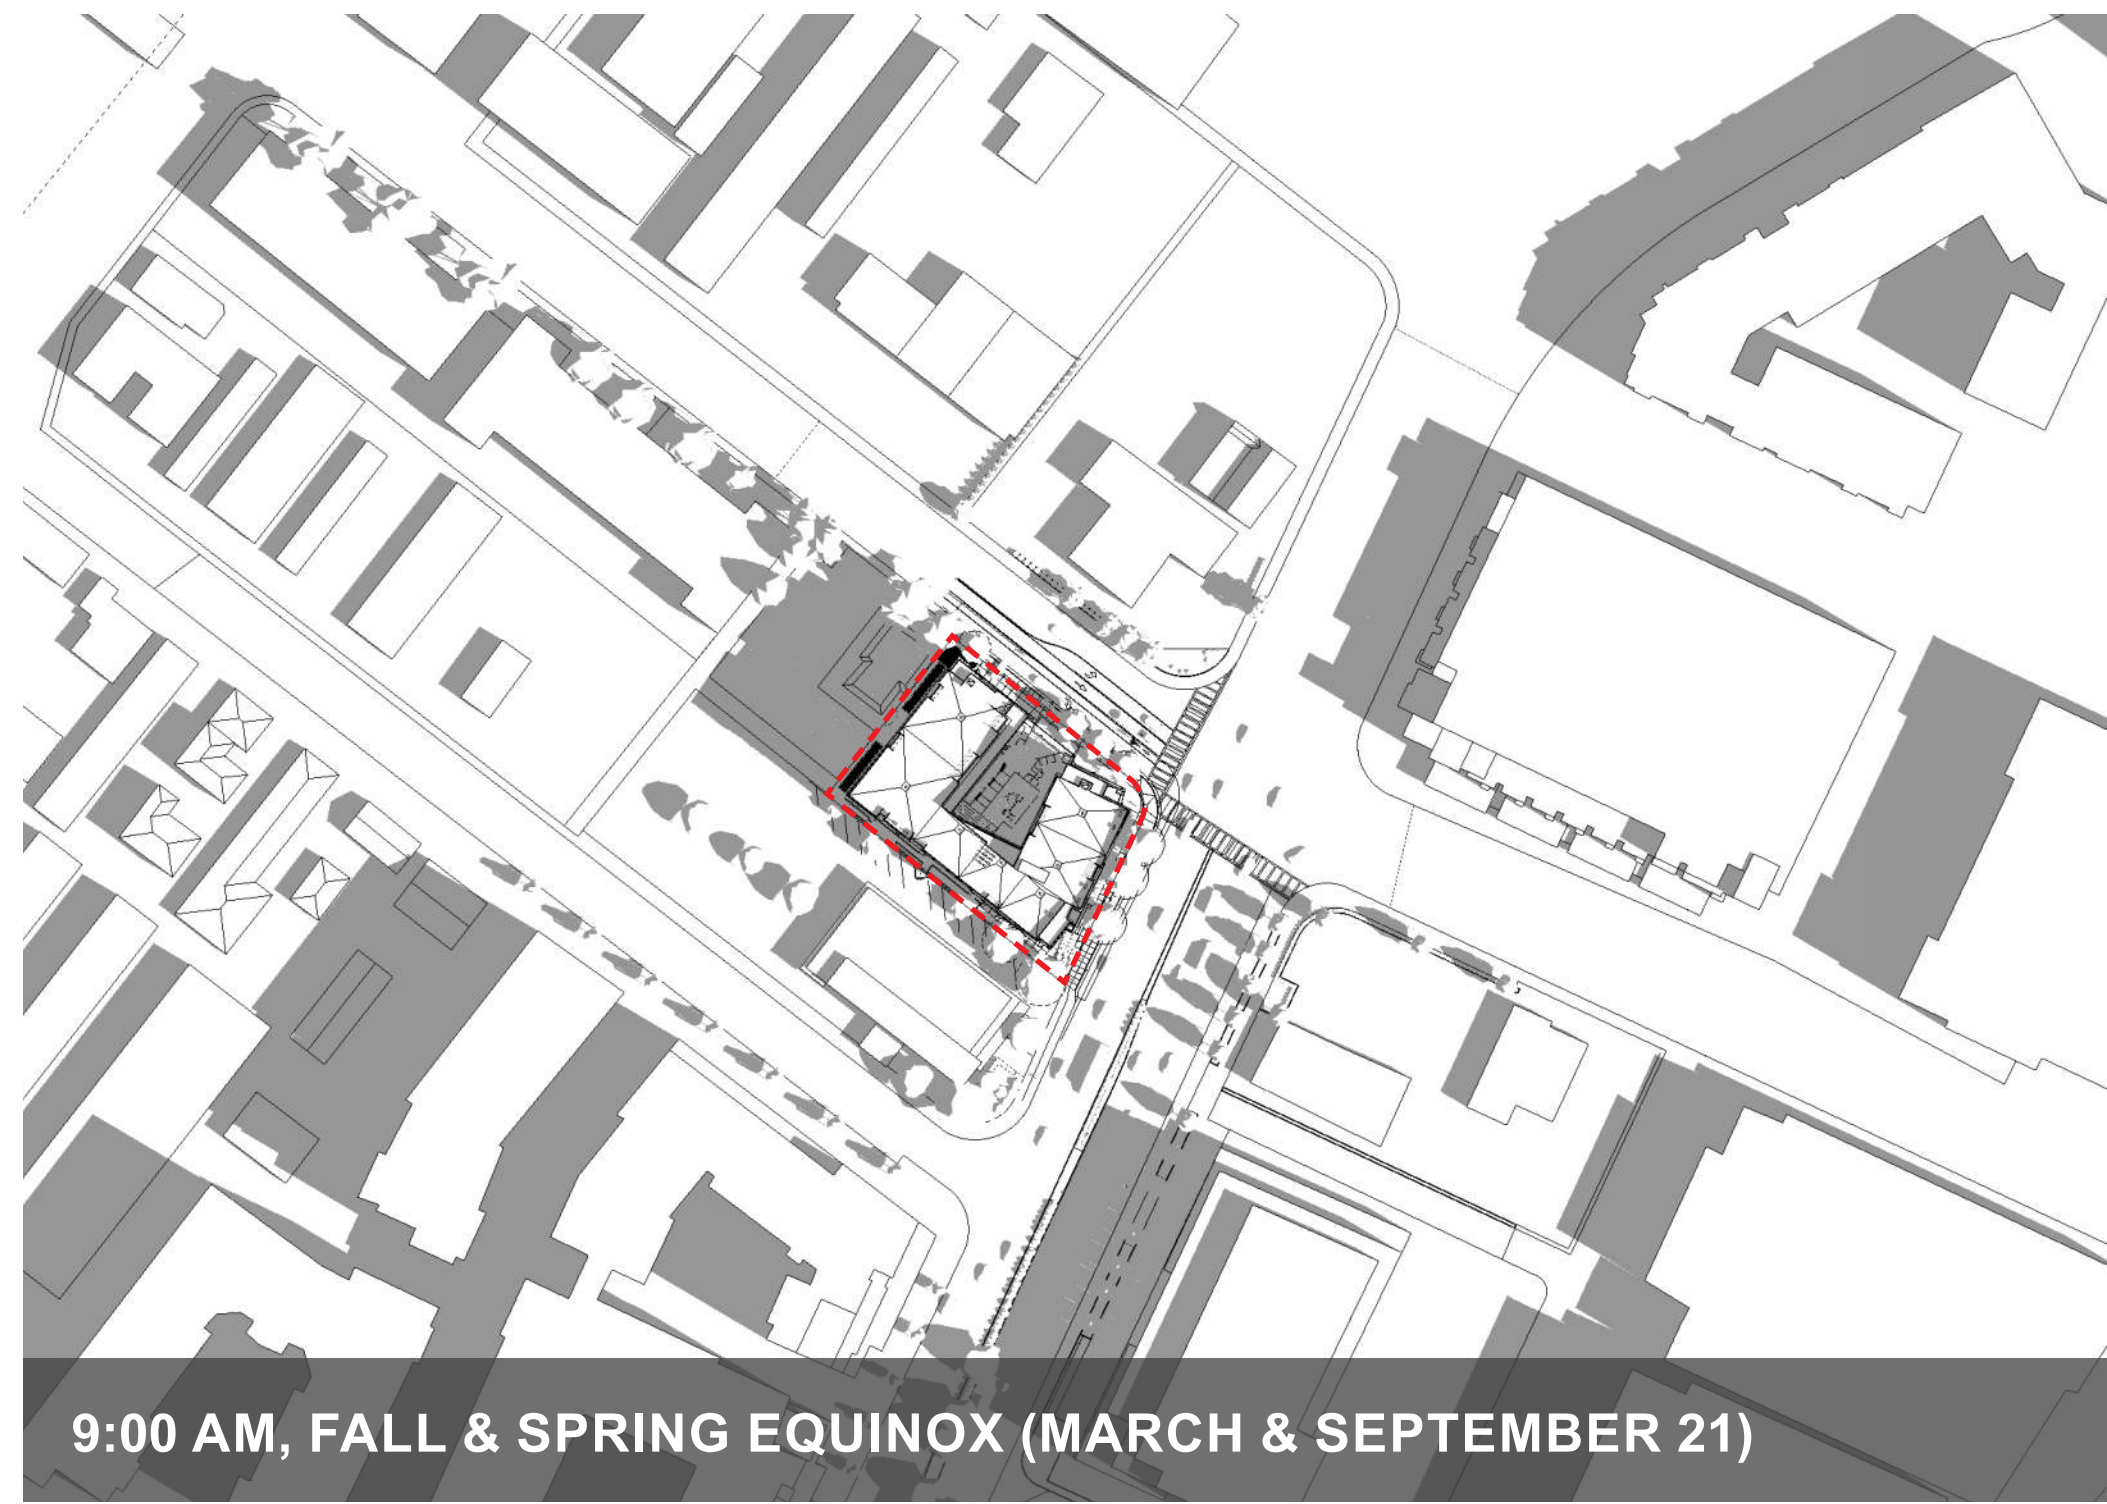 9:00 AM, FALL & SPRING EQUINOX (MARCH & SEPTEMBER 21)